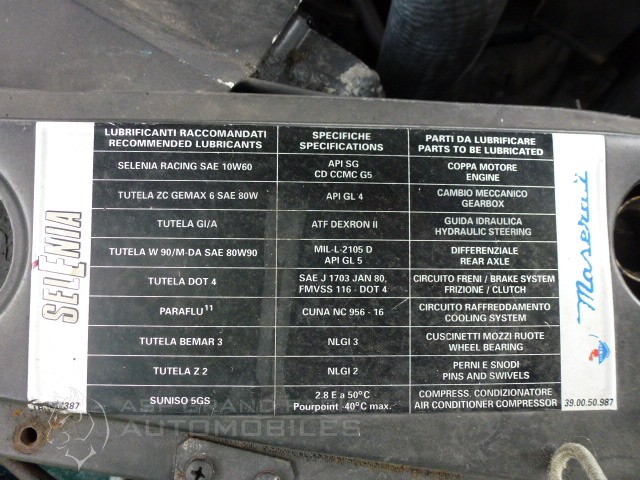 LUBRIFICANTI RACCOMANDATI
RECOMMENDED LUBRICANTS
SPECIFICHE
SPECIFICATIONS
PARTI DA LUBRIFICARE
PARTS TO BE LUBRICATED
SELENIA RACING SAE 10W60
API SG
CD CCMC G5
COPPA MOTORE
ENGINE
TUTELA ZC GEMAX 6 SAE 80W
API GL 4
CAMBIO MECCANICO
GEARBOX
TUTELA GI/A
ATF DEXRON II
GUIDA IDRAULICA
HYDRAULIC STEERING
TUTELA W 90/M-DA SAE 80W90
MIL-L-2105 D
API GL 5
DIFFERENZIALE
REAR AXLE
TUTELA DOT 4
SAE J 1703 JAN 80,
FMVSS 116 - DOT 4
CIRCUITO FRENI / BRAKE SYSTEM
FRIZIONE / CLUTCH
PARAFLU 11
CUNA NC 956 - 16
CIRCUITO RAFFREDDAMENTO
COOLING SYSTEM
TUTELA BEMAR 3
NLGI 3
CUSCINETTI MOZZI RUOTE
WHEEL BEARING
TUTELA Z 2
NLGI 2
PERNI E SNODI
PINS AND SWIVELS
SUNISO 5GS
2.8 E a 50°C
Pourpoint -40°C max.
COMPRESS. CONDIZIONATORE
AIR CONDITIONER COMPRESSOR
SELENIA
Maserati
39.00.50.987
AUTOMOBILES